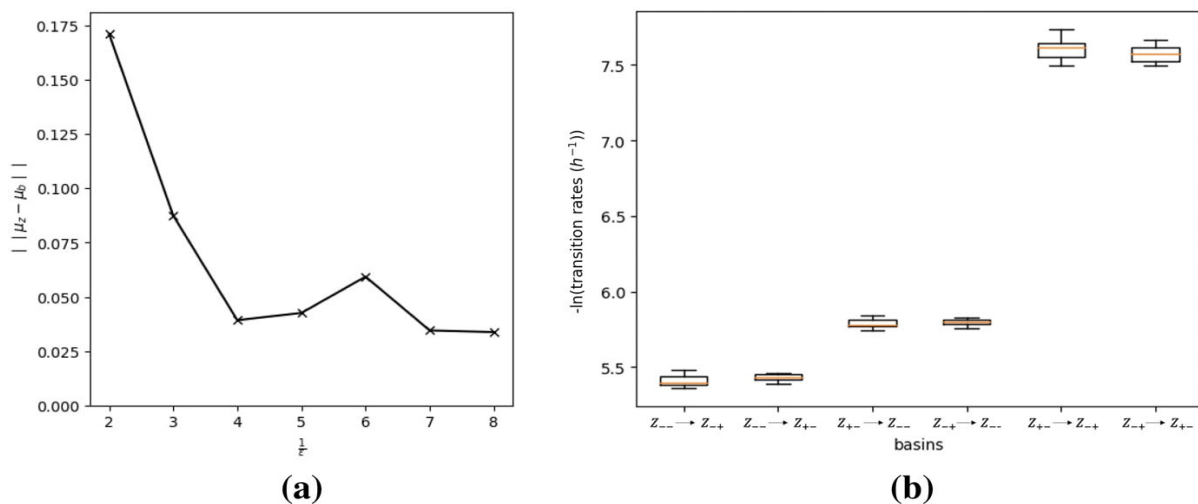 0.175
0.150
0.125
0.100
0.075
0.050
0.025
0.000
| | μ_z − μ_b | |
2 3 4 5 6 7 8
1/ε
(a)
7.5
7.0
6.5
6.0
5.5
-ln(transition rates (h⁻¹))
z₋₋ → z₋₊ z₋₋ → z₊₋ z₊₋ → z₋₋ z₋₊ → z₋₋ z₊₋ → z₋₊ z₋₊ → z₊₋
basins
(b)